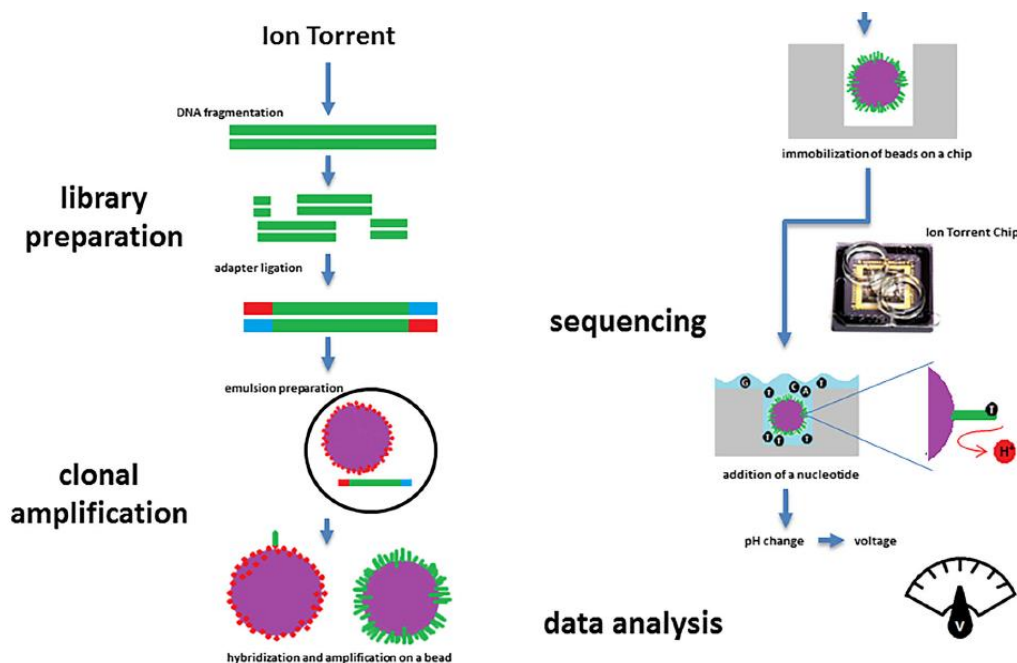 Ion Torrent
DNA fragmentation
library
preparation
adapter ligation
emulsion preparation
clonal
amplification
hybridization and amplification on a bead
immobilization of beads on a chip
Ion Torrent Chip
sequencing
G
T
C
A
T
T
T
T
T
H+
addition of a nucleotide
pH change
voltage
data analysis
V